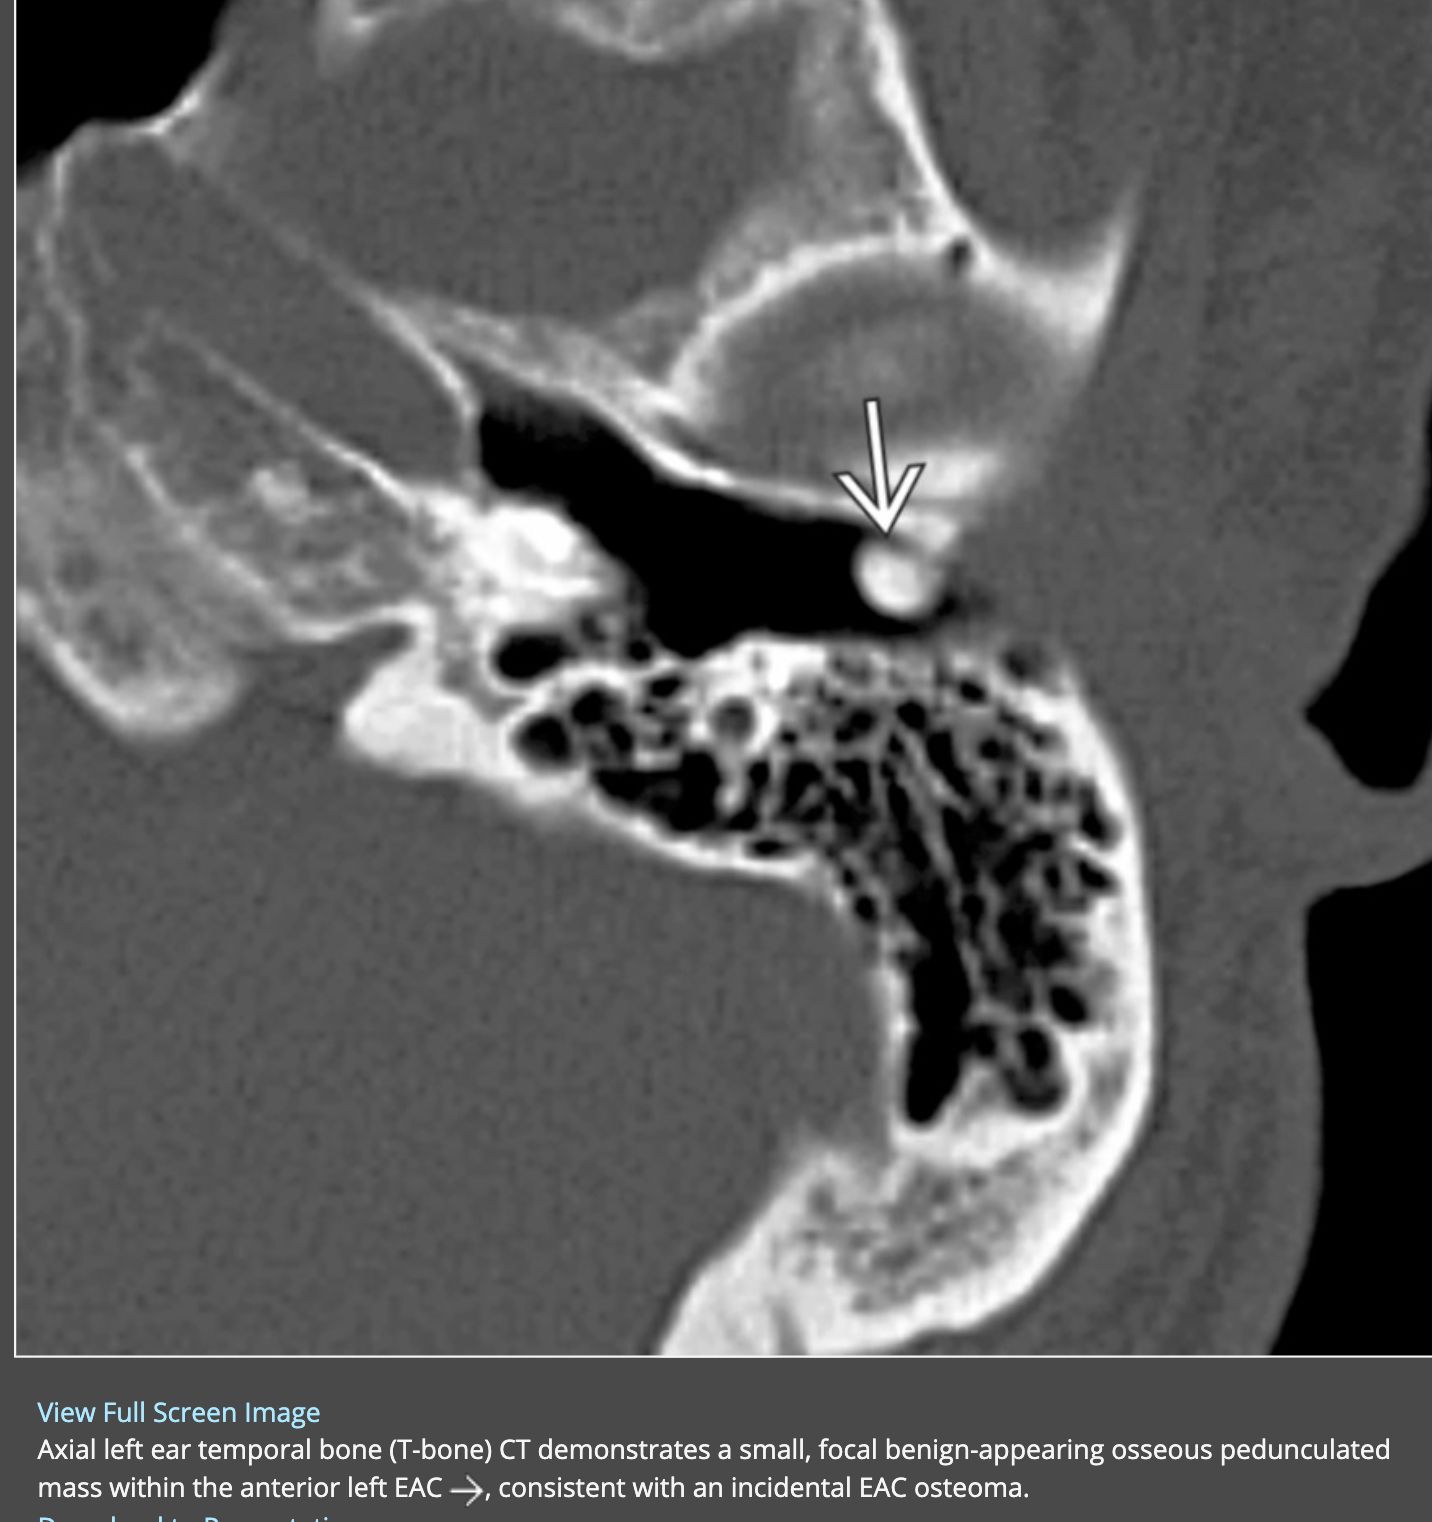 View Full Screen Image
Axial left ear temporal bone (T-bone) CT demonstrates a small, focal benign-appearing osseous pedunculated
mass within the anterior left EAC →, consistent with an incidental EAC osteoma.